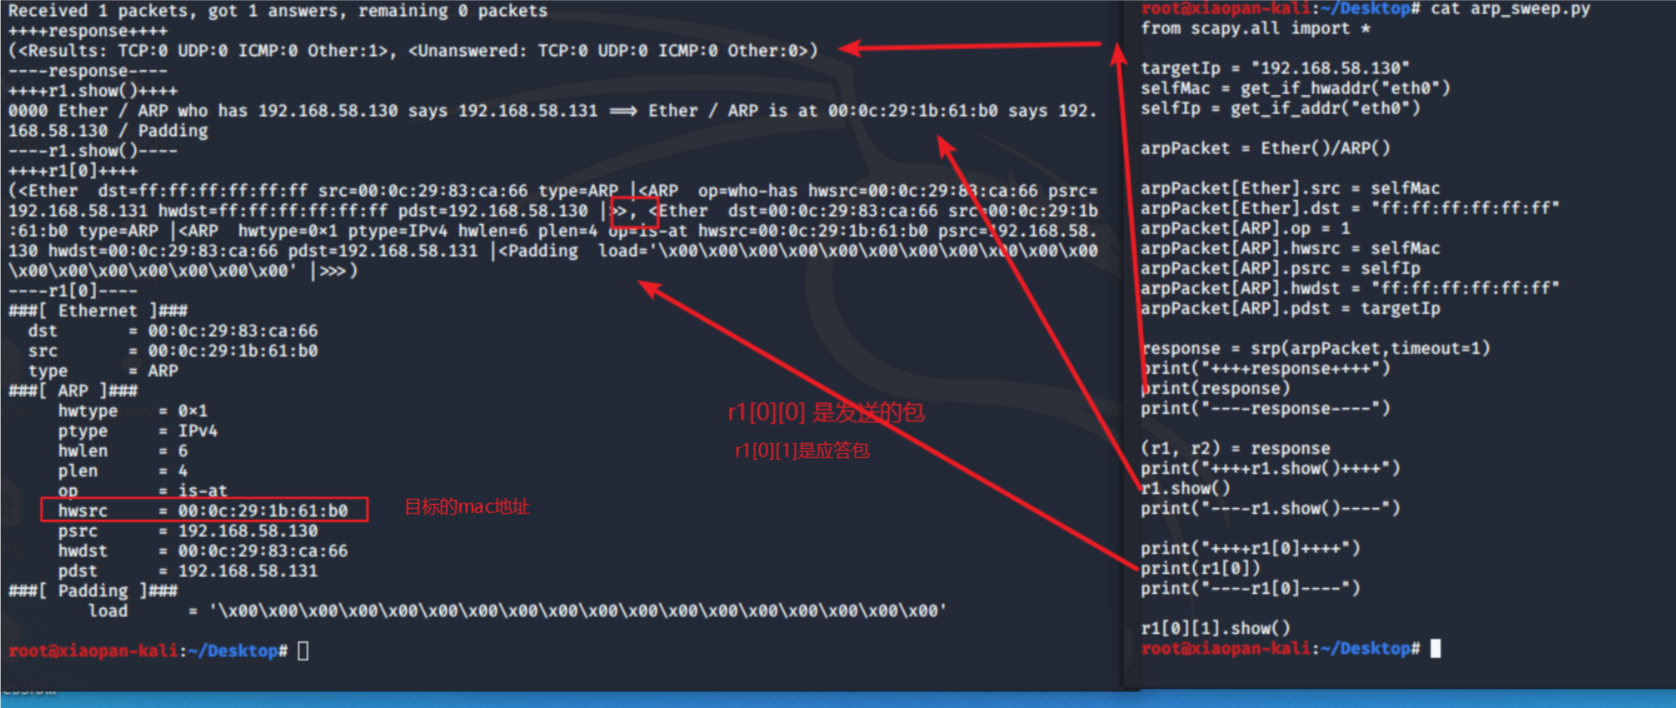 Received 1 packets, got 1 answers, remaining 0 packets
++++response++++
(<Results: TCP:0 UDP:0 ICMP:0 Other:1>, <Unanswered: TCP:0 UDP:0 ICMP:0 Other:0>)
----response----
++++r1.show()++++
0000 Ether / ARP who has 192.168.58.130 says 192.168.58.131 ==> Ether / ARP is at 00:0c:29:1b:61:b0 says 192.
168.58.130 / Padding
----r1.show()----
++++r1[0]++++
(<Ether  dst=ff:ff:ff:ff:ff:ff src=00:0c:29:83:ca:66 type=ARP |<ARP  op=who-has hwsrc=00:0c:29:83:ca:66 psrc=
192.168.58.131 hwdst=ff:ff:ff:ff:ff:ff pdst=192.168.58.130 |>>, <Ether  dst=00:0c:29:83:ca:66 src=00:0c:29:1b
:61:b0 type=ARP |<ARP  hwtype=0×1 ptype=IPv4 hwlen=6 plen=4 op=is-at hwsrc=00:0c:29:1b:61:b0 psrc=192.168.58.
130 hwdst=00:0c:29:83:ca:66 pdst=192.168.58.131 |<Padding  load='\x00\x00\x00\x00\x00\x00\x00\x00\x00\x00\x00
\x00\x00\x00\x00\x00\x00\x00' |>>>)
----r1[0]----
###[ Ethernet ]###
  dst       = 00:0c:29:83:ca:66
  src       = 00:0c:29:1b:61:b0
  type      = ARP
###[ ARP ]###
     hwtype    = 0×1
     ptype     = IPv4
     hwlen     = 6
     plen      = 4
     op        = is-at
     hwsrc     = 00:0c:29:1b:61:b0
     psrc      = 192.168.58.130
     hwdst     = 00:0c:29:83:ca:66
     pdst      = 192.168.58.131
###[ Padding ]###
        load      = '\x00\x00\x00\x00\x00\x00\x00\x00\x00\x00\x00\x00\x00\x00\x00\x00\x00\x00'
root@xiaopan-kali:~/Desktop#
r1[0][0] 是发送的包
r1[0][1]是应答包
目标的mac地址
root@xiaopan-kali:~/Desktop# cat arp_sweep.py
from scapy.all import *
targetIp = "192.168.58.130"
selfMac = get_if_hwaddr("eth0")
selfIp = get_if_addr("eth0")
arpPacket = Ether()/ARP()
arpPacket[Ether].src = selfMac
arpPacket[Ether].dst = "ff:ff:ff:ff:ff:ff"
arpPacket[ARP].op = 1
arpPacket[ARP].hwsrc = selfMac
arpPacket[ARP].psrc = selfIp
arpPacket[ARP].hwdst = "ff:ff:ff:ff:ff:ff"
arpPacket[ARP].pdst = targetIp
response = srp(arpPacket,timeout=1)
print("++++response++++")
print(response)
print("----response----")
(r1, r2) = response
print("++++r1.show()++++")
r1.show()
print("----r1.show()----")
print("++++r1[0]++++")
print(r1[0])
print("----r1[0]----")
r1[0][1].show()
root@xiaopan-kali:~/Desktop#